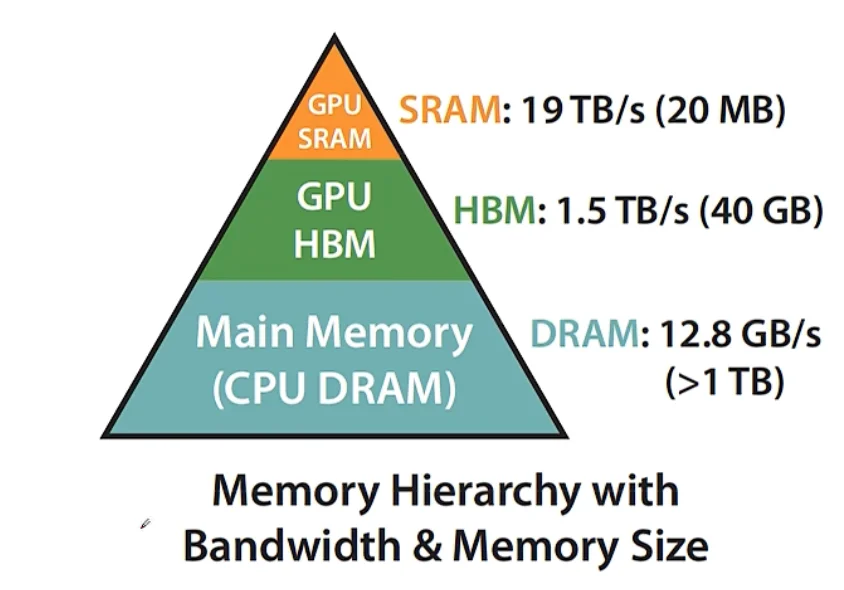 GPU
SRAM
SRAM: 19 TB/s (20 MB)
GPU
HBM
HBM: 1.5 TB/s (40 GB)
Main Memory
(CPU DRAM)
DRAM: 12.8 GB/s
(>1 TB)
Memory Hierarchy with
Bandwidth & Memory Size